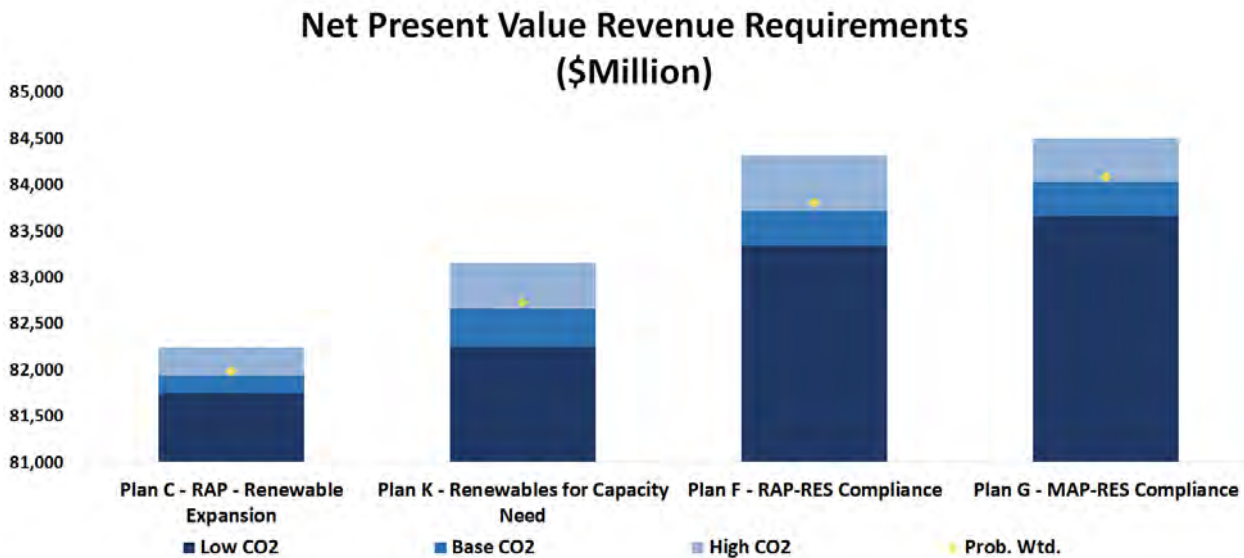 Net Present Value Revenue Requirements
($Million)
85,000
84,500
84,000
83,500
83,000
82,500
82,000
81,500
81,000
Plan C - RAP - Renewable
Expansion
Plan K - Renewables for Capacity
Need
Plan F - RAP-RES Compliance
Plan G - MAP-RES Compliance
Low CO2
Base CO2
High CO2
Prob. Wtd.